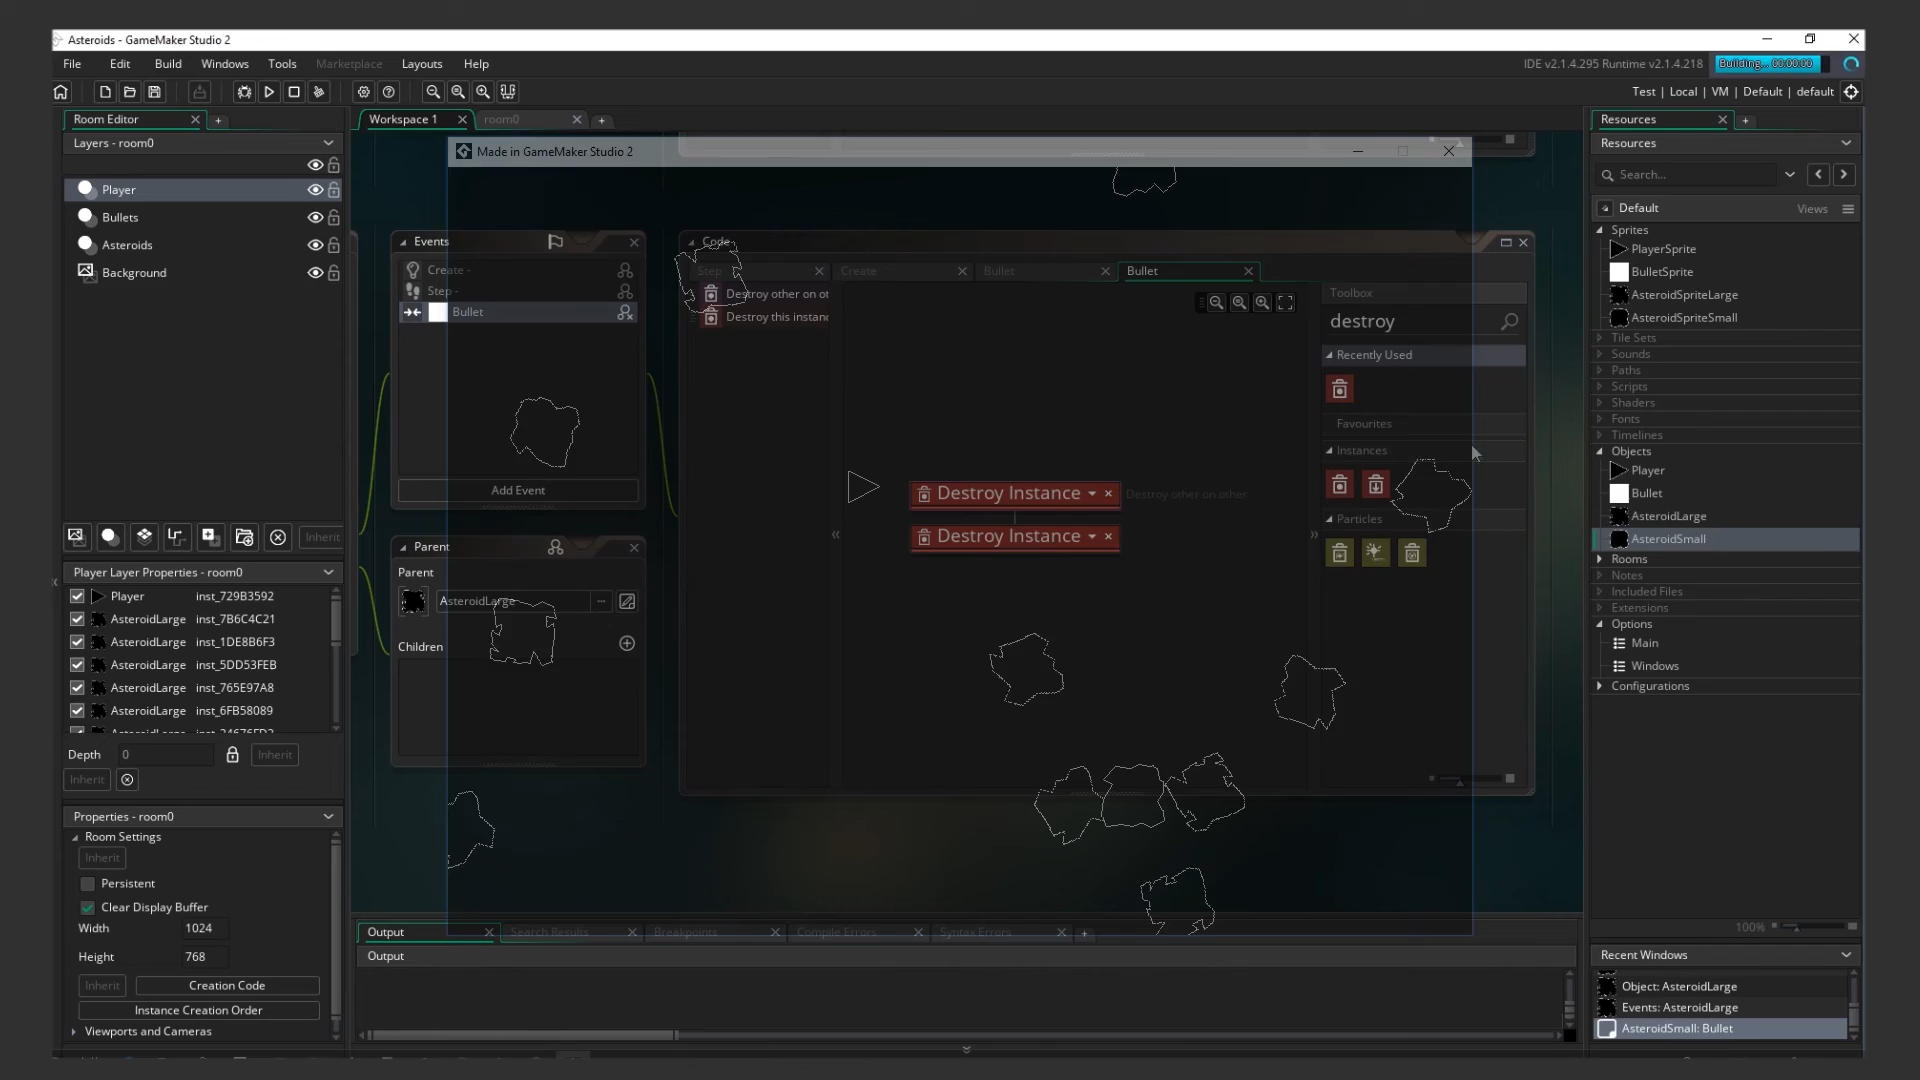 Asteroids - GameMaker Studio 2
File Edit Build Windows Tools Marketplace Layouts Help
IDE v2.1.4.295 Runtime v2.1.4.218
Building... 00:00:00
Test | Local | VM | Default | default
Room Editor
Layers - room0
Player
Bullets
Asteroids
Background
Inherit
Player Layer Properties - room0
Player inst_729B3592
AsteroidLarge inst_7B6C4C21
AsteroidLarge inst_1DE8B6F3
AsteroidLarge inst_5DD53FEB
AsteroidLarge inst_765E97A8
AsteroidLarge inst_6FB58089
Depth 0 Inherit
Inherit
Properties - room0
Room Settings
Inherit
Persistent
Clear Display Buffer
Width 1024
Height 768
Inherit Creation Code
Instance Creation Order
Viewports and Cameras
Workspace 1 room0
Made in GameMaker Studio 2
Events
Create -
Step -
Bullet
Add Event
Parent
Parent
AsteroidLarge
Children
Code
Step Create Bullet Bullet
Destroy other on ot
Destroy this instanc
Destroy Instance Destroy other on other
Destroy Instance
Toolbox
destroy
Recently Used
Favourites
Instances
Particles
Output Search Results Breakpoints Compile Errors Syntax Errors
Output
Resources
Resources
Search...
Default Views
Sprites
PlayerSprite
BulletSprite
AsteroidSpriteLarge
AsteroidSpriteSmall
Tile Sets
Sounds
Paths
Scripts
Shaders
Fonts
Timelines
Objects
Player
Bullet
AsteroidLarge
AsteroidSmall
Rooms
Notes
Included Files
Extensions
Options
Main
Windows
Configurations
100%
Recent Windows
Object: AsteroidLarge
Events: AsteroidLarge
AsteroidSmall: Bullet